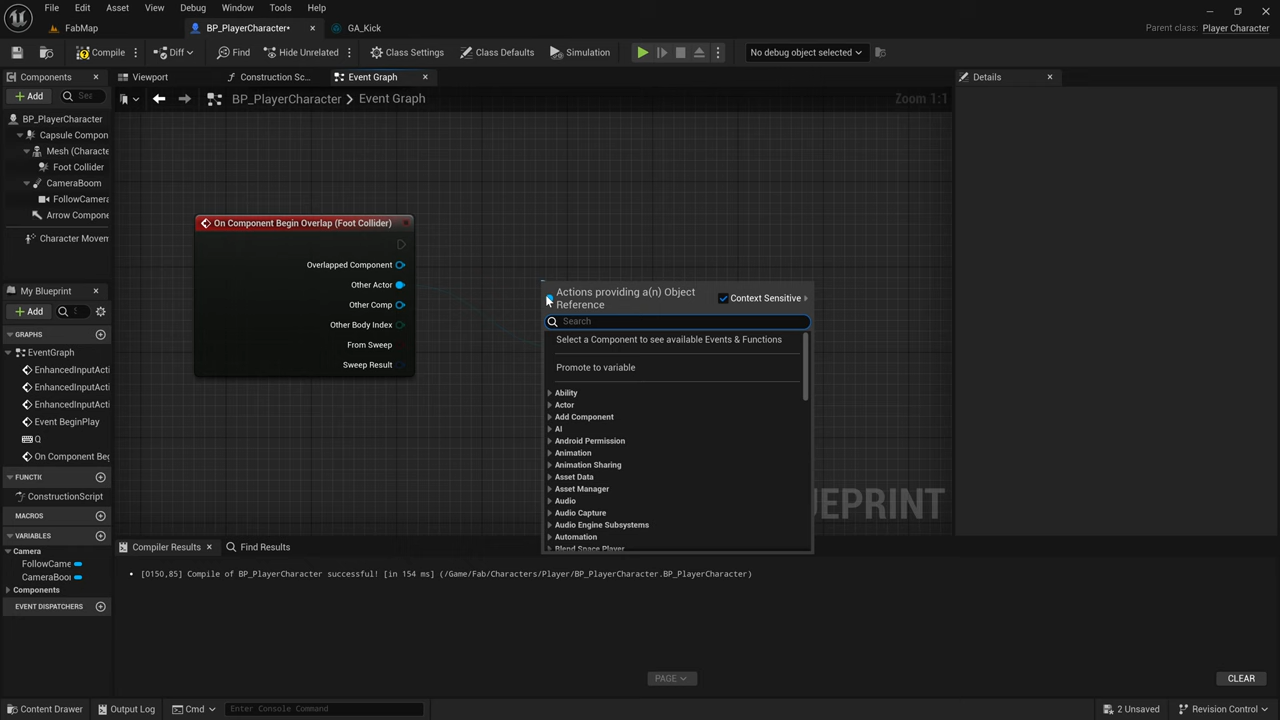 File
Edit
Asset
View
Debug
Window
Tools
Help
FabMap
BP_PlayerCharacter*
GA_Kick
Parent class: Player Character
Compile
Diff
Find
Hide Unrelated
Class Settings
Class Defaults
Simulation
No debug object selected
Components
Viewport
Construction Sc...
Event Graph
Details
Add
Sea
BP_PlayerCharacter > Event Graph
Zoom 1:1
BP_PlayerCharacter
Capsule Compon
Mesh (Characte
Foot Collider
CameraBoom
FollowCamera
Arrow Compone
Character Movem
My Blueprint
Add
GRAPHS
EventGraph
EnhancedInputActi
EnhancedInputActi
EnhancedInputActi
Event BeginPlay
Q
On Component Beg
FUNCTI
ConstructionScript
MACROS
VARIABLES
Camera
FollowCame
CameraBoo
Components
EVENT DISPATCHERS
On Component Begin Overlap (Foot Collider)
Overlapped Component
Other Actor
Other Comp
Other Body Index
From Sweep
Sweep Result
Actions providing a(n) Object
Reference
Context Sensitive
Search
Select a Component to see available Events & Functions
Promote to variable
Ability
Actor
Add Component
AI
Android Permission
Animation
Animation Sharing
Asset Data
Asset Manager
Audio
Audio Capture
Audio Engine Subsystems
Automation
Blend Space Player
EPRINT
Compiler Results
Find Results
[0150,85] Compile of BP_PlayerCharacter successful! [in 154 ms] (/Game/Fab/Characters/Player/BP_PlayerCharacter.BP_PlayerCharacter)
PAGE
CLEAR
Content Drawer
Output Log
Cmd
Enter Console Command
2 Unsaved
Revision Control